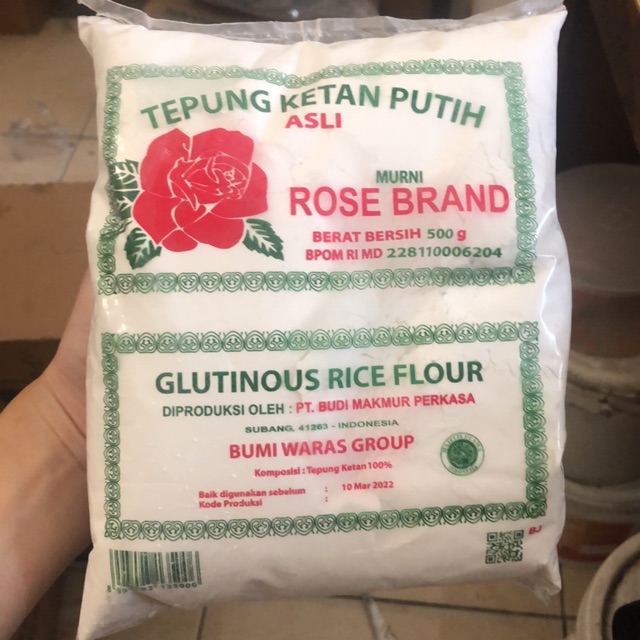 TEPUNG KETAN PUTIH
ASLI
MURNI
ROSE BRAND
BERAT BERSIH 500 g
BPOM RI MD 228110006204
GLUTINOUS RICE FLOUR
DIPRODUKSI OLEH : PT. BUDI MAKMUR PERKASA
SUBANG, 41263 - INDONESIA
BUMI WARAS GROUP
Komposisi : Tepung Ketan 100%
Baik digunakan sebelum : 10 Mar 2022
Kode Produksi :
BJ